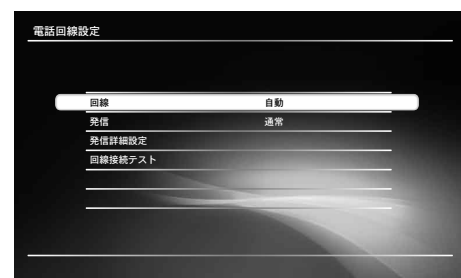 電話回線設定
回線 自動
発信 通常
発信詳細設定
回線接続テスト